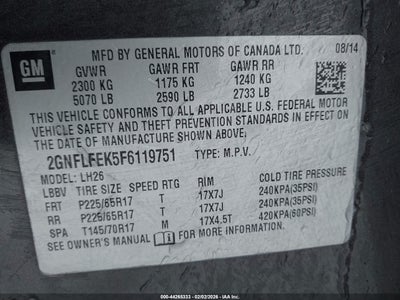 GM
MFD BY GENERAL MOTORS OF CANADA LTD. 08/14
GVWR GAWR FRT GAWR RR
2300 KG 1175 KG 1240 KG
5070 LB 2590 LB 2733 LB
THIS VEHICLE CONFORMS TO ALL APPLICABLE U.S. FEDERAL MOTOR
VEHICLE SAFETY, BUMPER, AND THEFT PREVENTION STANDARDS IN EFFECT ON
THE DATE OF MANUFACTURE SHOWN ABOVE.
2GNFLFEK5F6119751 TYPE: M.P.V.
MODEL: LH26
LBBV TIRE SIZE SPEED RTG RIM COLD TIRE PRESSURE
FRT P225/65R17 T 17X7J 240KPA(35PSI)
RR P225/65R17 T 17X7J 240KPA(35PSI)
SPA T145/70R17 M 17X4.5T 420KPA(60PSI)
SEE OWNER'S MANUAL FOR MORE INFORMATION.
000-44265333 - 02/02/2026 - IAA